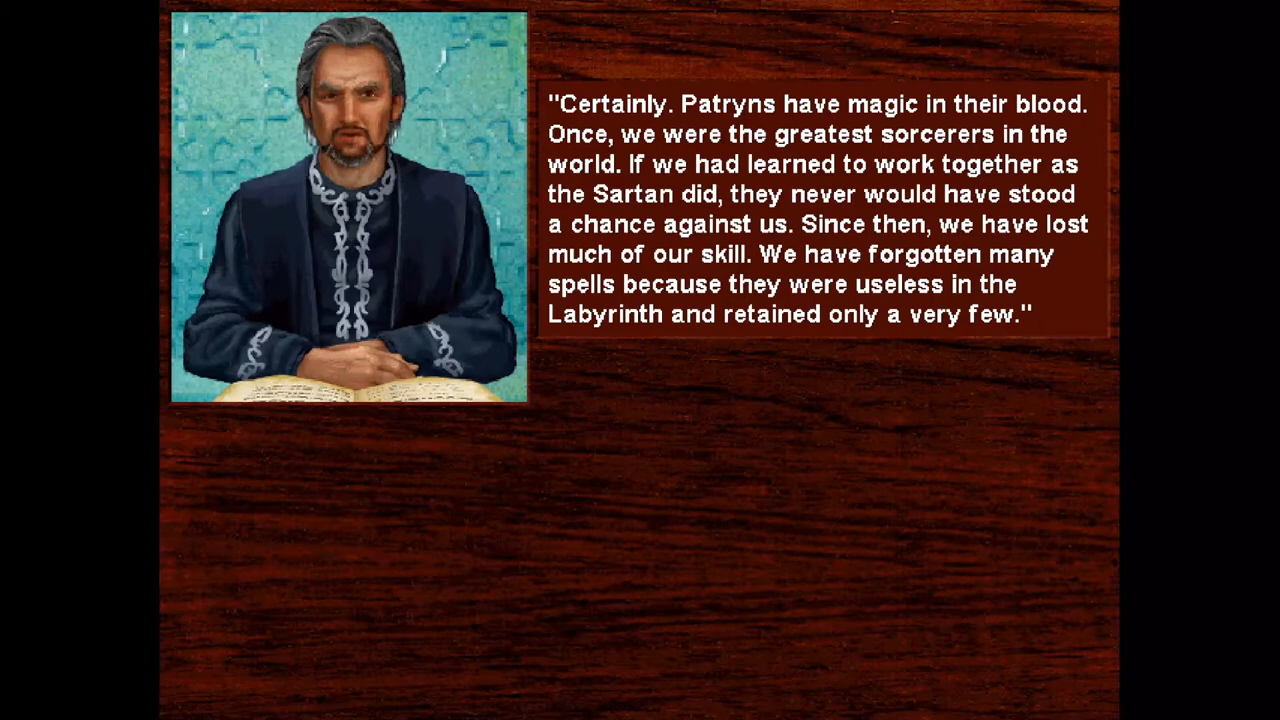 "Certainly. Patryns have magic in their blood.
Once, we were the greatest sorcerers in the
world. If we had learned to work together as
the Sartan did, they never would have stood
a chance against us. Since then, we have lost
much of our skill. We have forgotten many
spells because they were useless in the
Labyrinth and retained only a very few."